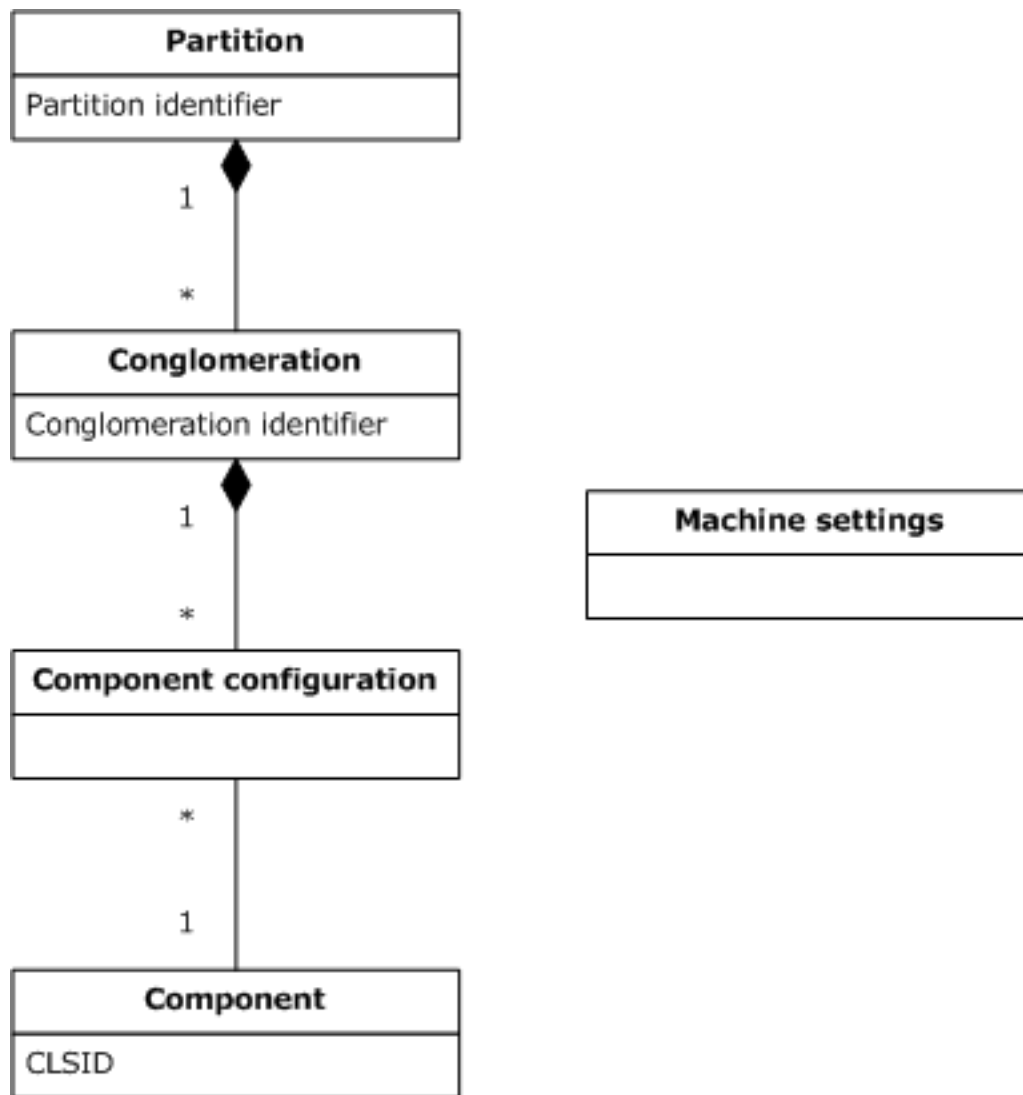 Partition
Partition identifier
1
*
Conglomeration
Conglomeration identifier
1
*
Machine settings
Component configuration
*
1
Component
CLSID